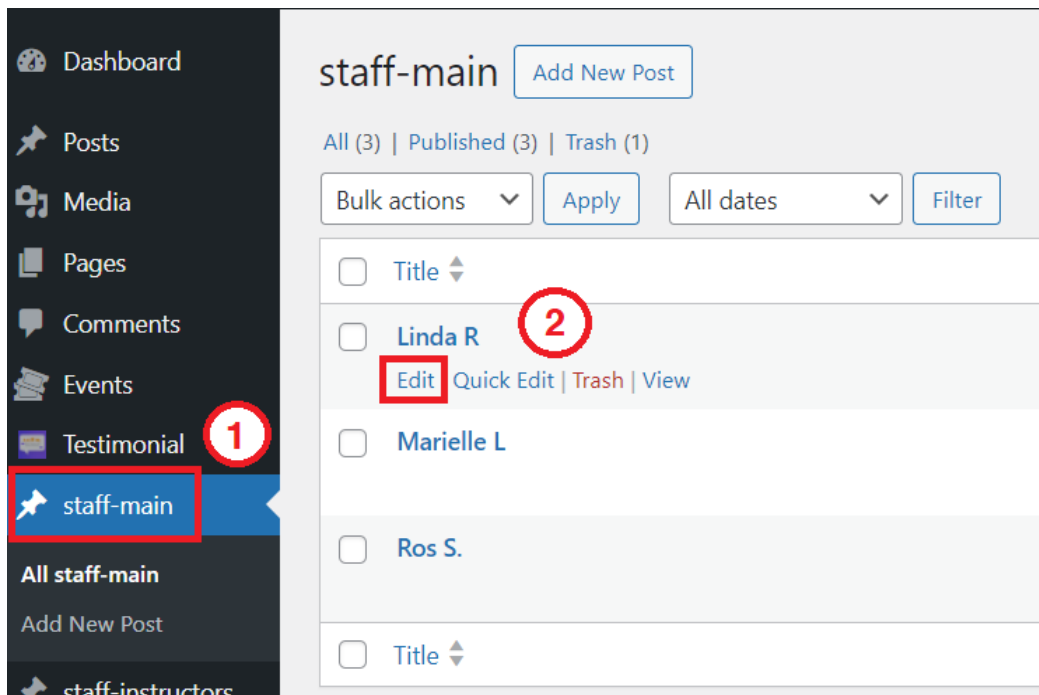 Dashboard
Posts
Media
Pages
Comments
Events
Testimonial
1
staff-main
All staff-main
Add New Post
staff-instructors
staff-main Add New Post
All (3) | Published (3) | Trash (1)
Bulk actions Apply All dates Filter
Title
Linda R 2
Edit Quick Edit | Trash | View
Marielle L
Ros S.
Title